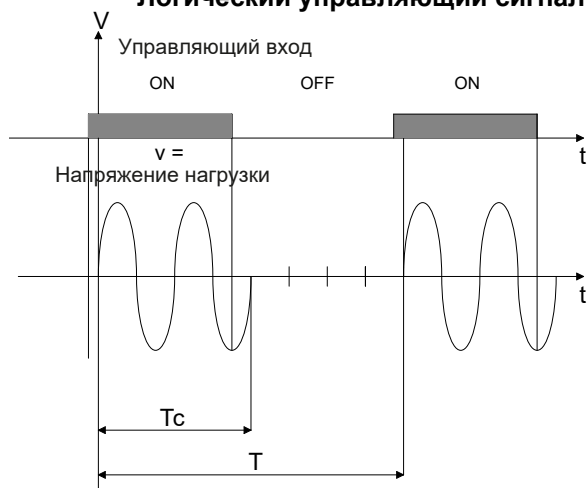 Логический управляющий сигнал
V
Управляющий вход
ON OFF ON
t
v =
Напряжение нагрузки
t
Tc
T